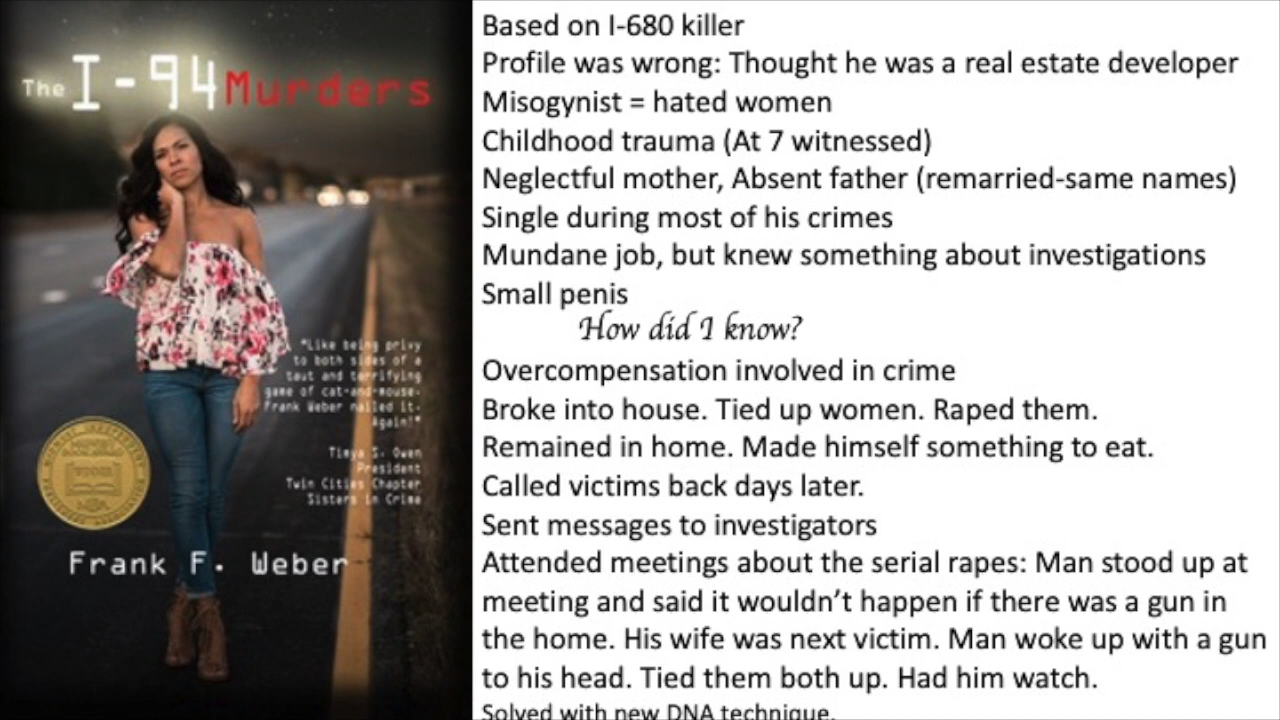 The I-94 Murders
"Like being privy
to both sides of a
taut and terrifying
game of cat-and-mouse.
Frank Weber nailed it.
Again!"
Timya S. Owen
President
Twin Cities Chapter
Sisters in Crime
Frank F. Weber
Based on I-680 killer
Profile was wrong: Thought he was a real estate developer
Misogynist = hated women
Childhood trauma (At 7 witnessed)
Neglectful mother, Absent father (remarried-same names)
Single during most of his crimes
Mundane job, but knew something about investigations
Small penis
How did I know?
Overcompensation involved in crime
Broke into house. Tied up women. Raped them.
Remained in home. Made himself something to eat.
Called victims back days later.
Sent messages to investigators
Attended meetings about the serial rapes: Man stood up at
meeting and said it wouldn't happen if there was a gun in
the home. His wife was next victim. Man woke up with a gun
to his head. Tied them both up. Had him watch.
Solved with new DNA technique.